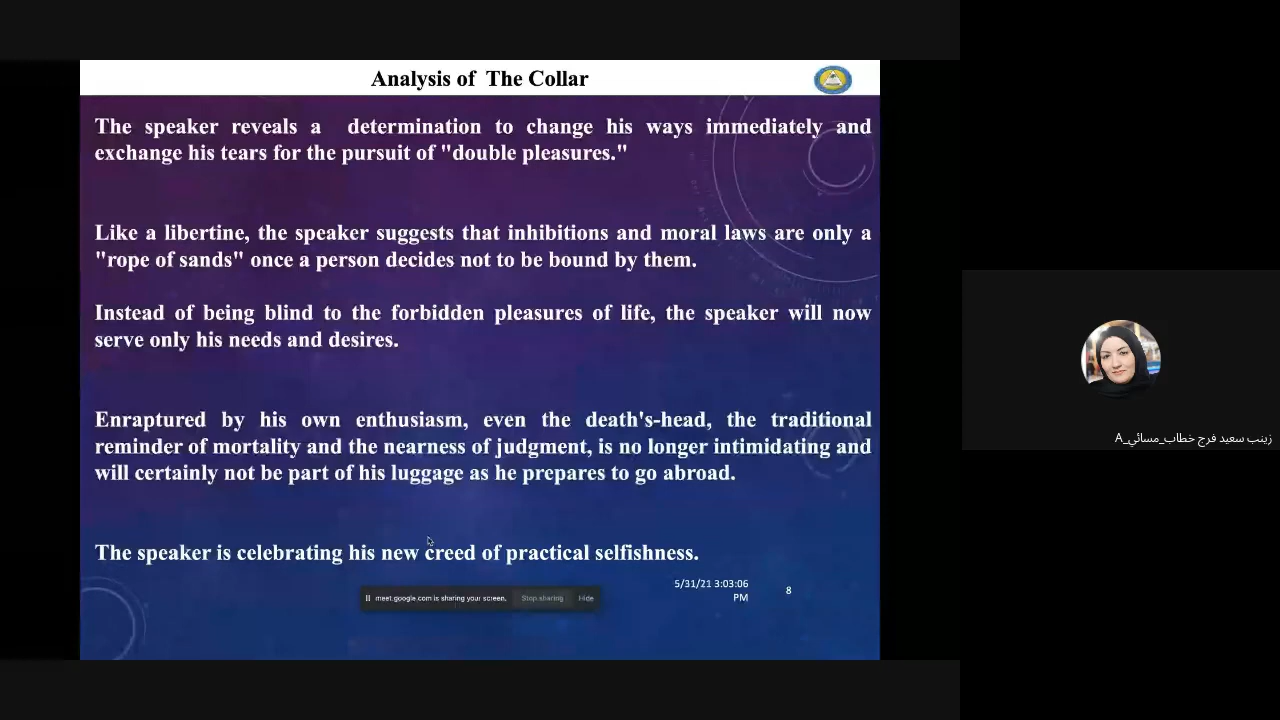 Analysis of The Collar
The speaker reveals a determination to change his ways immediately and
exchange his tears for the pursuit of "double pleasures."
Like a libertine, the speaker suggests that inhibitions and moral laws are only a
"rope of sands" once a person decides not to be bound by them.
Instead of being blind to the forbidden pleasures of life, the speaker will now
serve only his needs and desires.
Enraptured by his own enthusiasm, even the death's-head, the traditional
reminder of mortality and the nearness of judgment, is no longer intimidating and
will certainly not be part of his luggage as he prepares to go abroad.
The speaker is celebrating his new creed of practical selfishness.
5/31/21 3:03:06
PM
8
meet.google.com is sharing your screen. Stop sharing Hide
زينب سعيد فرج خطاب_مسائي_A